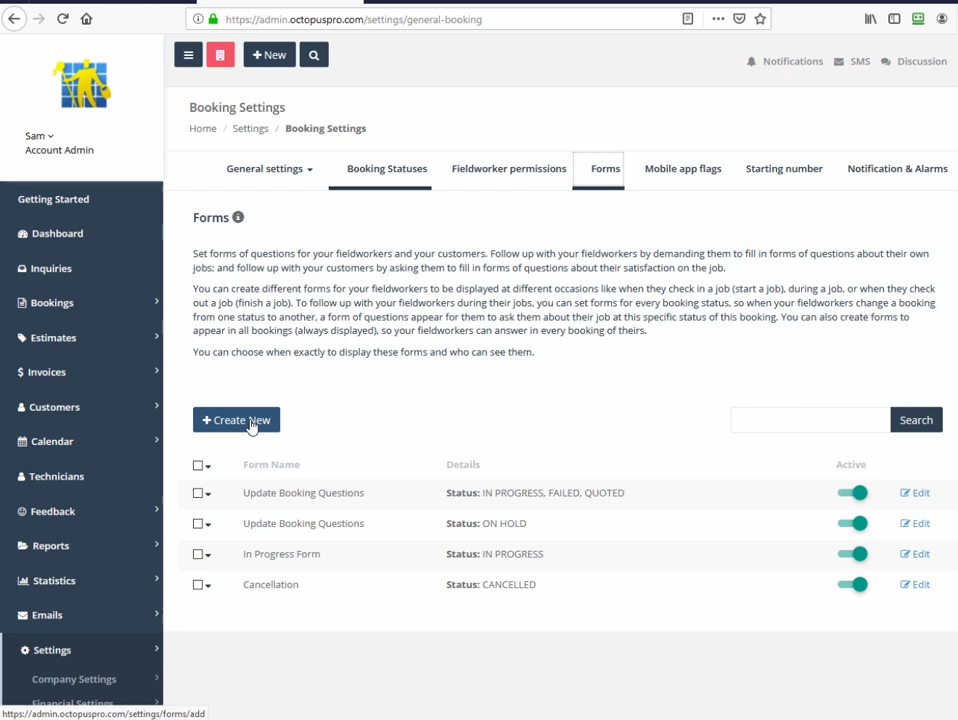 https://admin.octopuspro.com/settings/general-booking
New
Notifications SMS Discussion
Sam
Account Admin
Booking Settings
Home / Settings / Booking Settings
General settings Booking Statuses Fieldworker permissions Forms Mobile app flags Starting number Notification & Alarms
Getting Started
Dashboard
Inquiries
Bookings
Estimates
Invoices
Customers
Calendar
Technicians
Feedback
Reports
Statistics
Emails
Settings
Company Settings
Financial Settings
Forms
Set forms of questions for your fieldworkers and your customers. Follow up with your fieldworkers by demanding them to fill in forms of questions about their own
jobs; and follow up with your customers by asking them to fill in forms of questions about their satisfaction on the job.
You can create different forms for your fieldworkers to be displayed at different occasions like when they check in a job (start a job), during a job, or when they check
out a job (finish a job). To follow up with your fieldworkers during their jobs, you can set forms for every booking status, so when your fieldworkers change a booking
from one status to another, a form of questions appear for them to ask them about their job at this specific status of this booking. You can also create forms to
appear in all bookings (always displayed), so your fieldworkers can answer in every booking of theirs.
You can choose when exactly to display these forms and who can see them.
Create New
Search
Form Name Details Active
Update Booking Questions Status: IN PROGRESS, FAILED, QUOTED Edit
Update Booking Questions Status: ON HOLD Edit
In Progress Form Status: IN PROGRESS Edit
Cancellation Status: CANCELLED Edit
https://admin.octopuspro.com/settings/forms/add